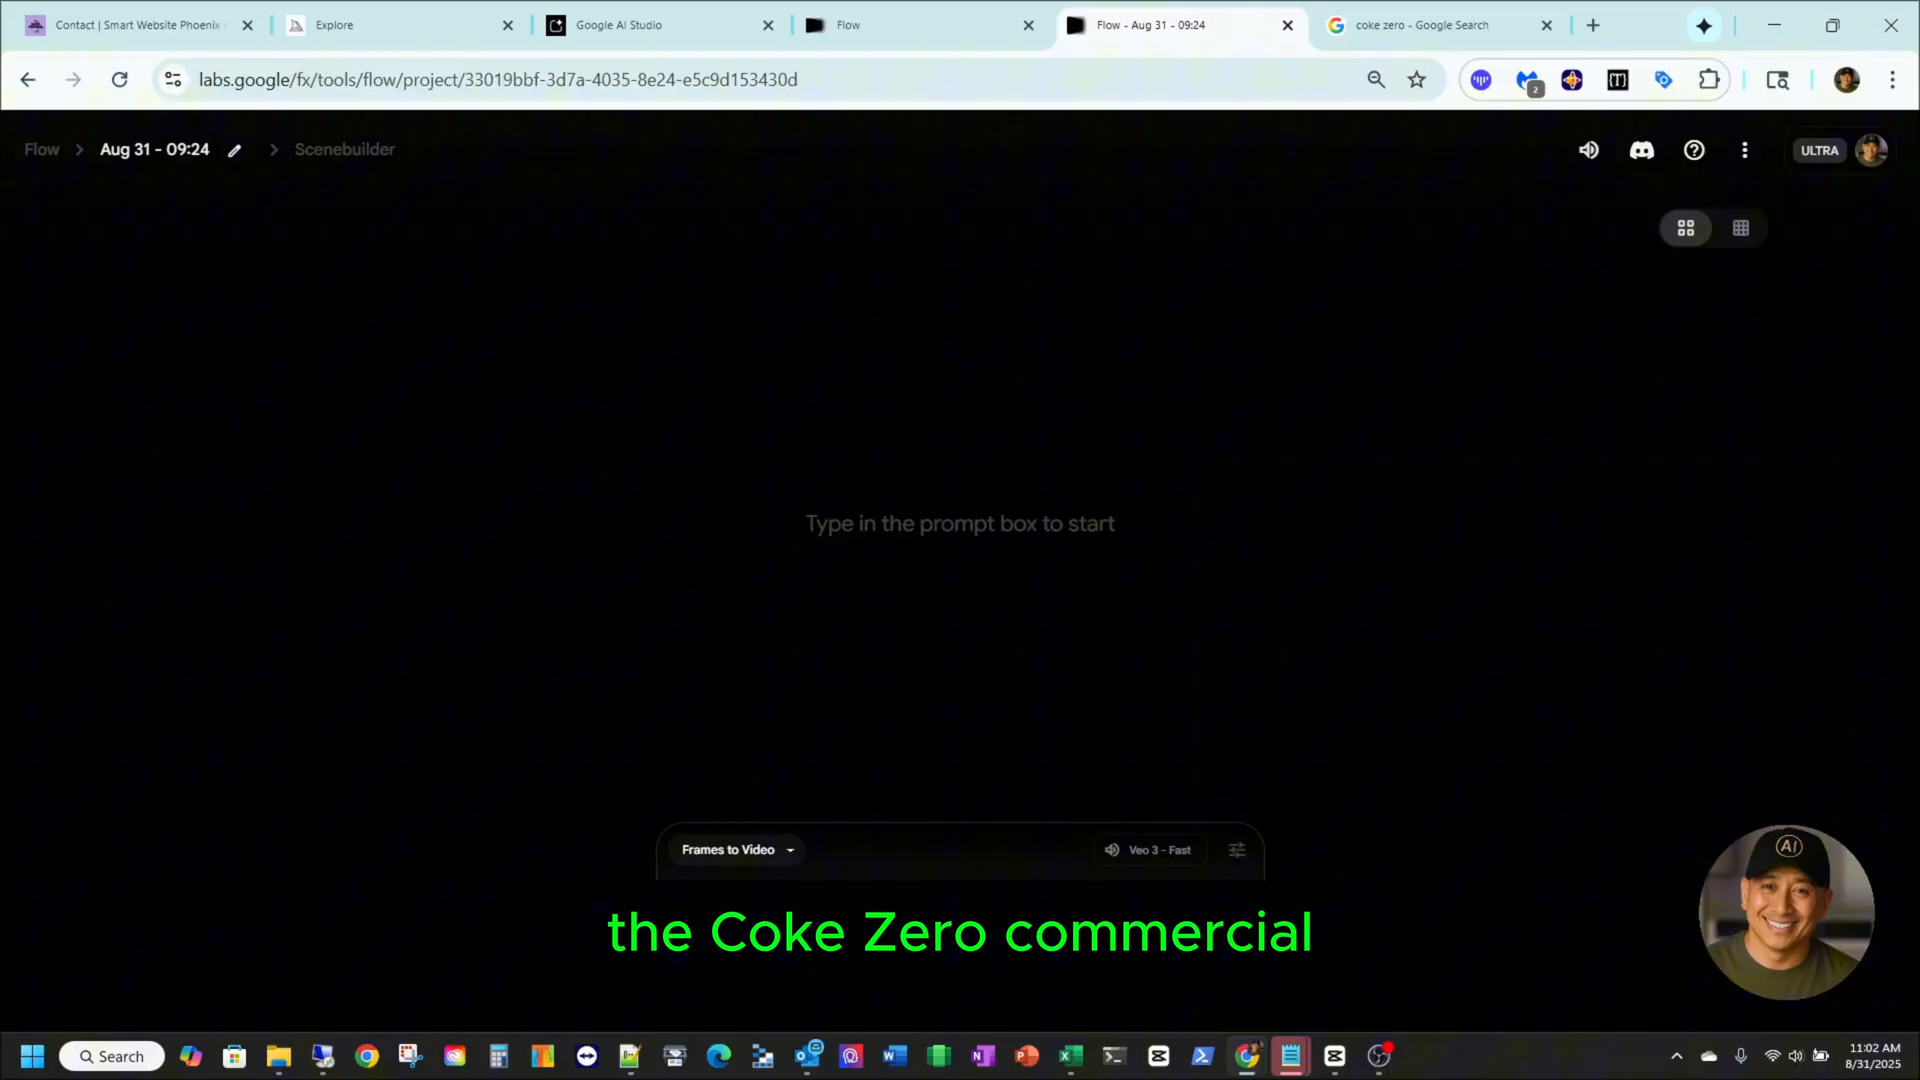 Contact | Smart Website Phoenix
Explore
Google AI Studio
Flow
Flow - Aug 31 - 09:24
coke zero - Google Search
labs.google/fx/tools/flow/project/33019bbf-3d7a-4035-8e24-e5c9d153430d
2
Flow > Aug 31 - 09:24 > Scenebuilder
ULTRA
Type in the prompt box to start
Frames to Video
Veo 3 - Fast
the Coke Zero commercial
AI
Search
11:02 AM
8/31/2025